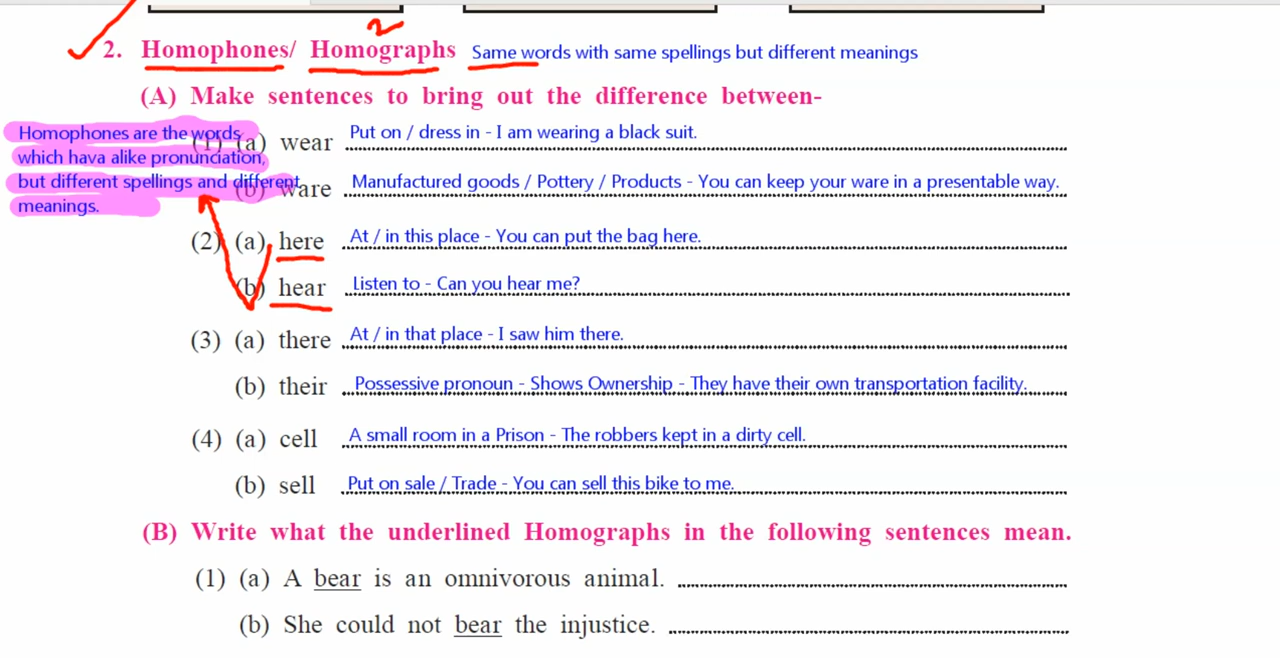 2. Homophones/ Homographs Same words with same spellings but different meanings
2
(A) Make sentences to bring out the difference between-
Homophones are the words
which hava alike pronunciation,
but different spellings and different
meanings.
(1) (a) wear Put on / dress in - I am wearing a black suit.
(b) ware Manufactured goods / Pottery / Products - You can keep your ware in a presentable way.
(2) (a) here At / in this place - You can put the bag here.
(b) hear Listen to - Can you hear me?
(3) (a) there At / in that place - I saw him there.
(b) their Possessive pronoun - Shows Ownership - They have their own transportation facility.
(4) (a) cell A small room in a Prison - The robbers kept in a dirty cell.
(b) sell Put on sale / Trade - You can sell this bike to me.
(B) Write what the underlined Homographs in the following sentences mean.
(1) (a) A bear is an omnivorous animal.
(b) She could not bear the injustice.